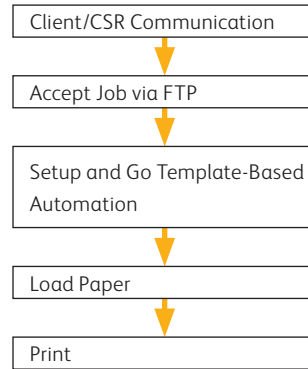 Client/CSR Communication
Accept Job via FTP
Setup and Go Template-Based
Automation
Load Paper
Print